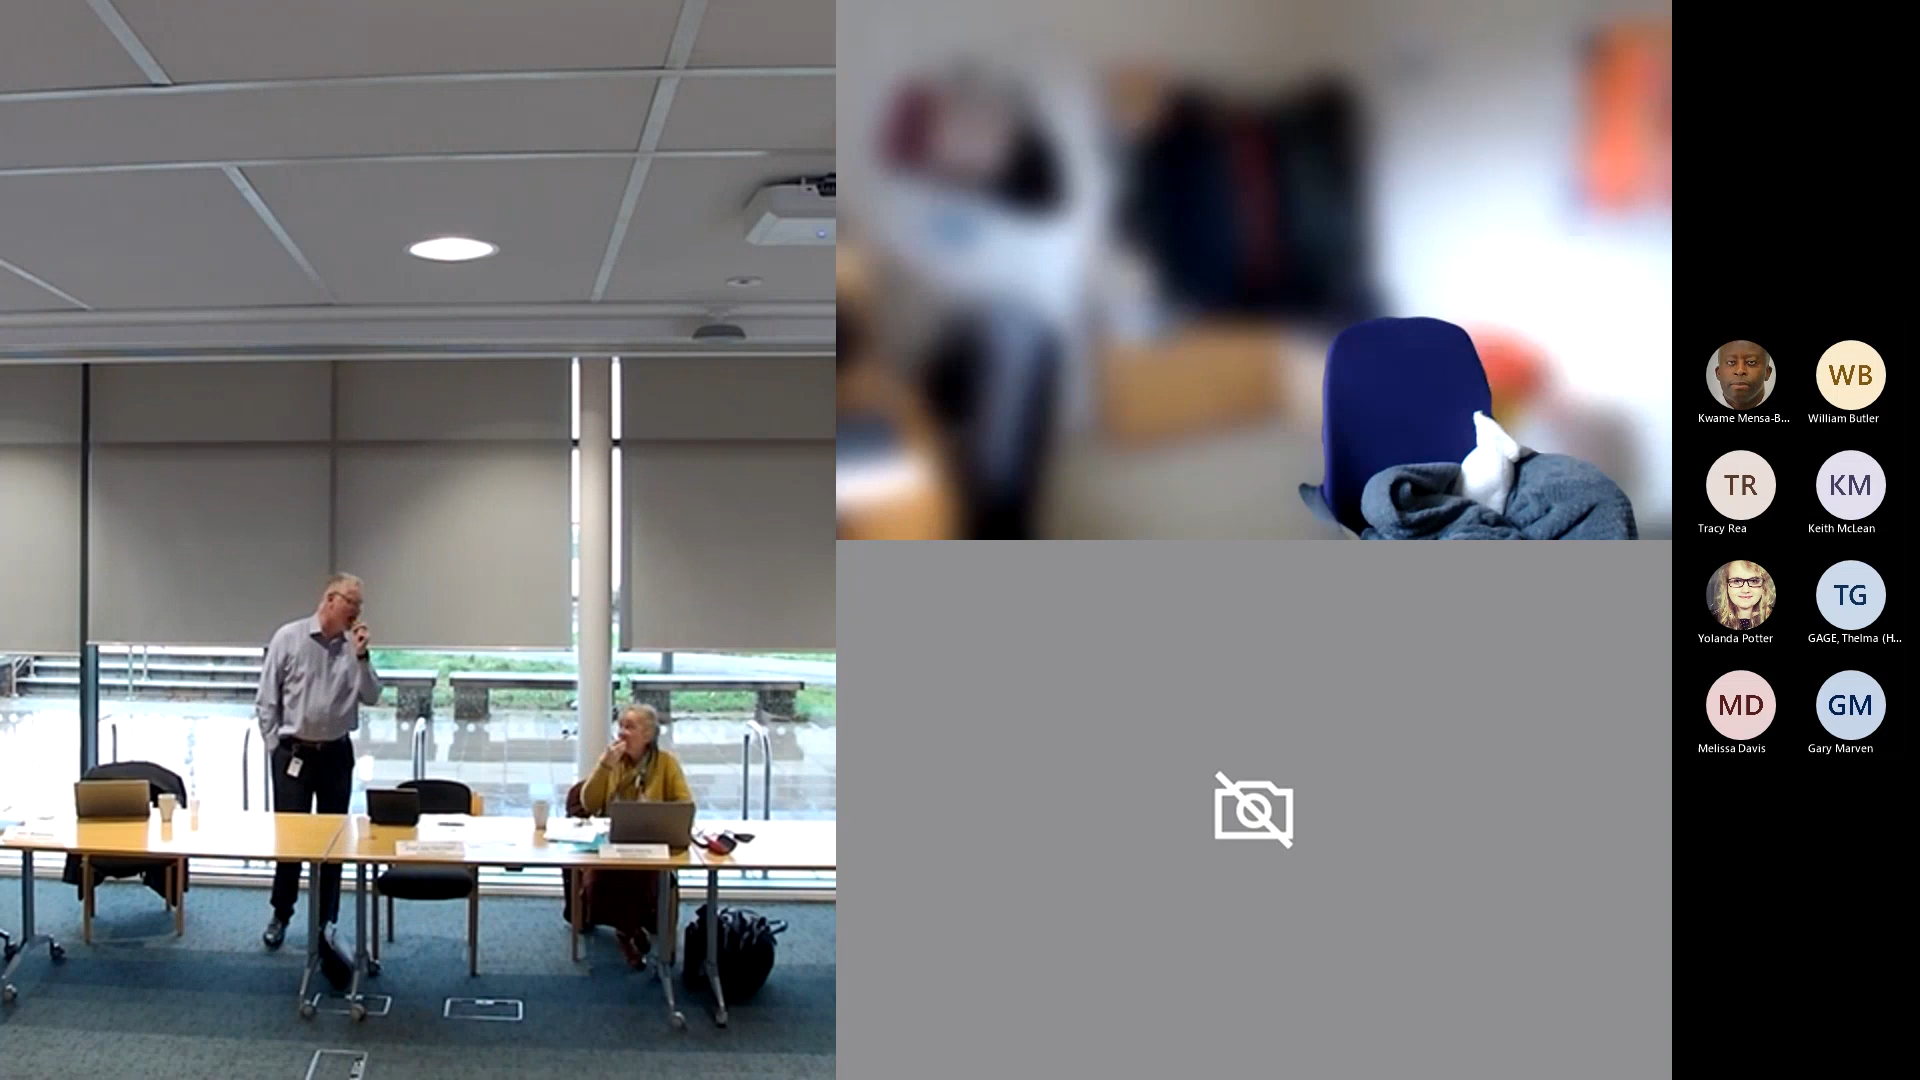 Kwame Mensa-B...
WB
William Butler
TR
Tracy Rea
KM
Keith McLean
Yolanda Potter
TG
GAGE, Thelma (H...
MD
Melissa Davis
GM
Gary Marven